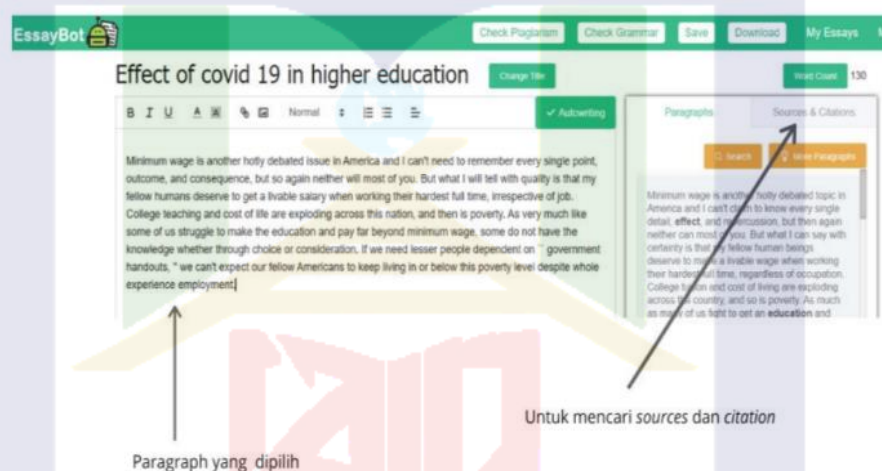 EssayBot
Check Plagiarism Check Grammar Save Download My Essays M
Effect of covid 19 in higher education Change Title Word Count 130
B I U A Normal Autowriting Paragraphs Sources & Citations
Search More Paragraphs
Minimum wage is another hotly debated issue in America and I can't need to remember every single point,
outcome, and consequence, but so again neither will most of you. But what I will tell with quality is that my
fellow humans deserve to get a livable salary when working their hardest full time, irrespective of job.
College teaching and cost of life are exploding across this nation, and then is poverty. As very much like
some of us struggle to make the education and pay far beyond minimum wage, some do not have the
knowledge whether through choice or consideration. If we need lesser people dependent on `` government
handouts, " we can't expect our fellow Americans to keep living in or below this poverty level despite whole
experience employment.
Minimum wage is another hotly debated topic in
America and I can't claim to know every single
detail, effect, and repercussion, but then again
neither can most of you. But what I can say with
certainty is that my fellow human beings
deserve to make a livable wage when working
their hardest full time, regardless of occupation.
College tuition and cost of living are exploding
across the country, and so is poverty. As much
as many of us fight to get an education and
Untuk mencari sources dan citation
Paragraph yang dipilih